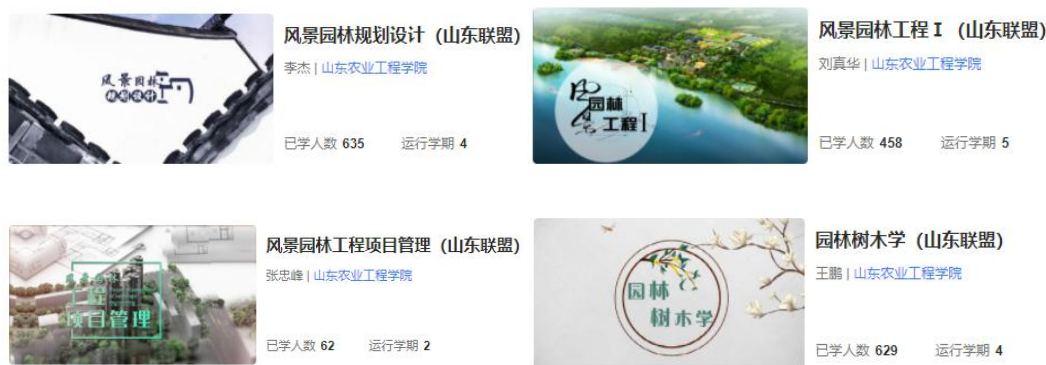 风景园林规划设计（山东联盟）
李杰 | 山东农业工程学院
风景园林
规划设计
已学人数 635 运行学期 4
风景园林工程 I （山东联盟）
刘真华 | 山东农业工程学院
风景园林
工程I
已学人数 458 运行学期 5
风景园林工程项目管理（山东联盟）
张忠峰 | 山东农业工程学院
工程
项目管理
已学人数 62 运行学期 2
园林树木学（山东联盟）
王鹏 | 山东农业工程学院
园林
树木学
已学人数 629 运行学期 4